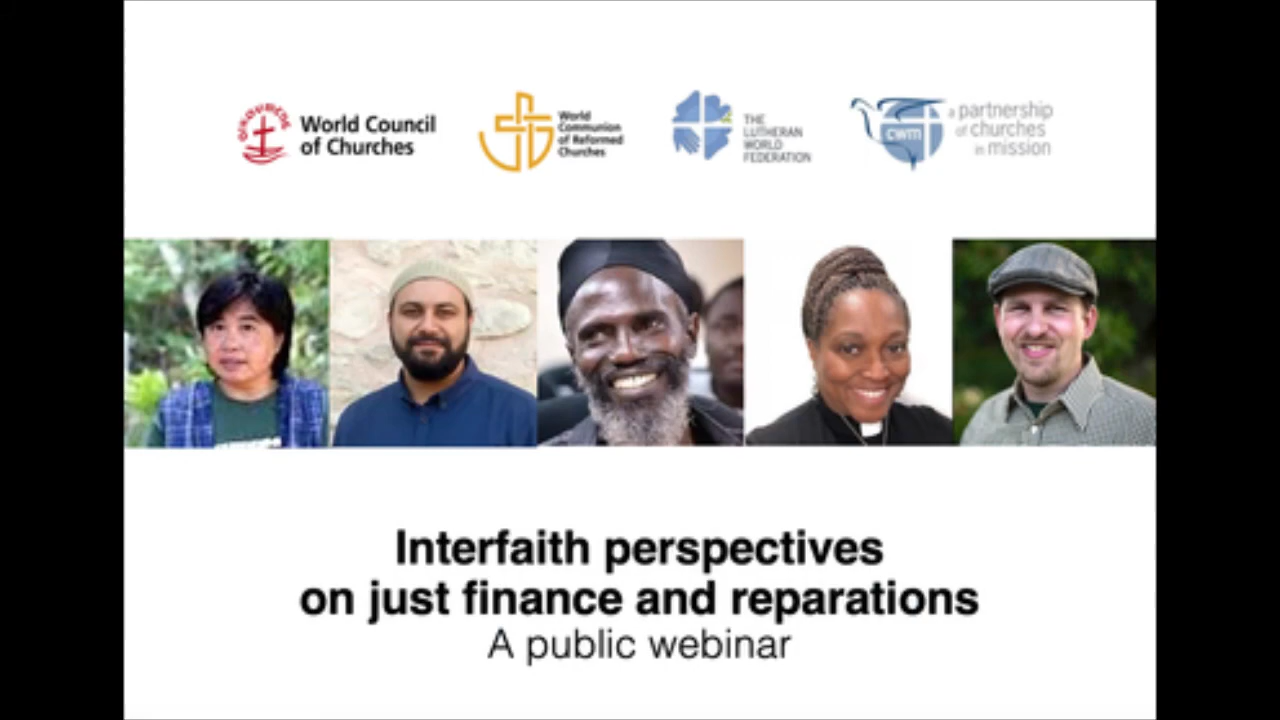 World Council
of Churches
World
Communion
of Reformed
Churches
THE
LUTHERAN
WORLD
FEDERATION
cwm
a partnership
of churches
in mission
Interfaith perspectives
on just finance and reparations
A public webinar